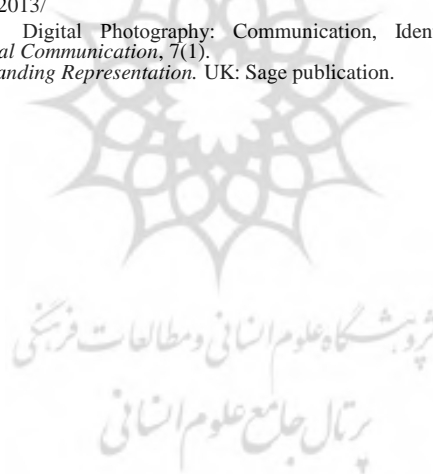 2013/
Digital Photography: Communication, Iden
al Communication, 7(1).
anding Representation. UK: Sage publication.
شگاه علوم انسانی و مطالعات فرهنگی
پرتال جامع علوم انسانی